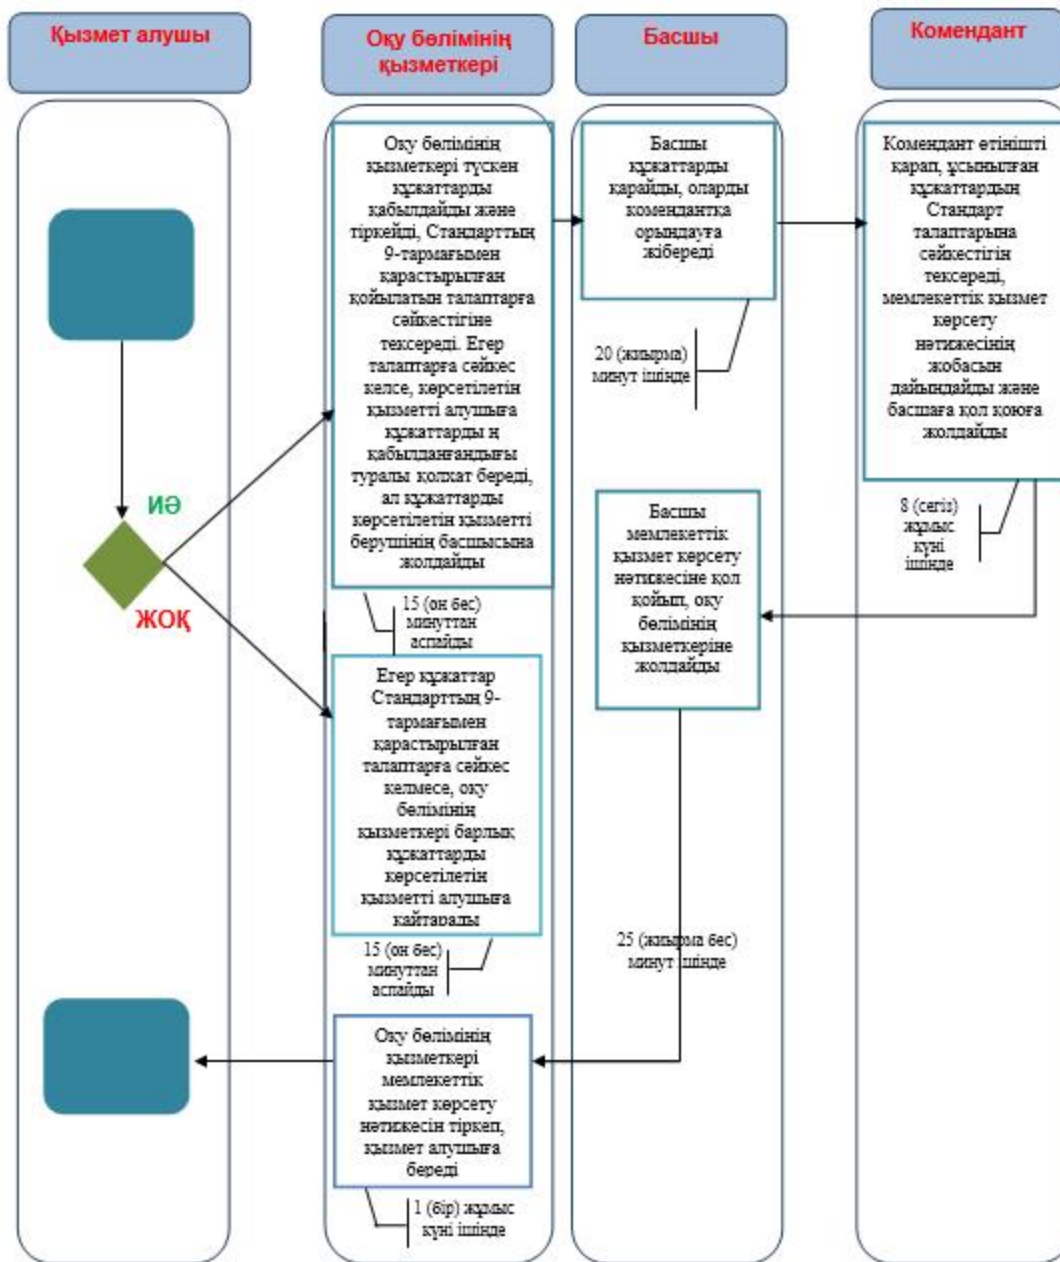 Қызмет алушы
Оқу бөлімінің
қызметкері
Басшы
Комендант
Оқу бөлімінің
қызметкері түскен
құжаттарды
қабылдайды және
тіркейді, Стандарттың
9-тармағымен
қарастырылған
қойылатын талаптарға
сәйкестігіне
тексереді. Егер
талаптарға сәйкес
келсе, көрсетілетін
қызметті алушыға
құжаттарды ң
қабылданғандығы
туралы қолхат береді,
ал құжаттарды
көрсетілетін қызметті
берушінің басшысына
жолдайды
15 (он бес)
минуттан
аспайды
Басшы
құжаттарды
қарайды, оларды
комендантқа
орындауға
жібереді
20 (жиырма)
минут ішінде
Комендант өтінішті
қарап, ұсынылған
құжаттардың
Стандарт
талаптарына
сәйкестігін
тексереді,
мемлекеттік қызмет
көрсету
нәтижесінің
жобасын
дайындайды және
басшаға қол қоюға
жолдайды
8 (сегіз)
жұмыс
күні
ішінде
ИӘ
ЖОҚ
Басшы
мемлекеттік
қызмет көрсету
нәтижесіне қол
қойып, оқу
бөлімінің
қызметкеріне
жолдайды
25 (жиырма бес)
минут ішінде
Егер құжаттар
Стандарттың 9-
тармағымен
қарастырылған
талаптарға сәйкес
келмесе, оқу
бөлімінің
қызметкері барлық
құжаттарды
көрсетілетін
қызметті алушыға
қайтарады
15 (он бес)
минуттан
аспайды
Оқу бөлімінің
қызметкері
мемлекеттік
қызмет көрсету
нәтижесін тіркеп,
қызмет алушыға
береді
1 (бір) жұмыс
күні ішінде